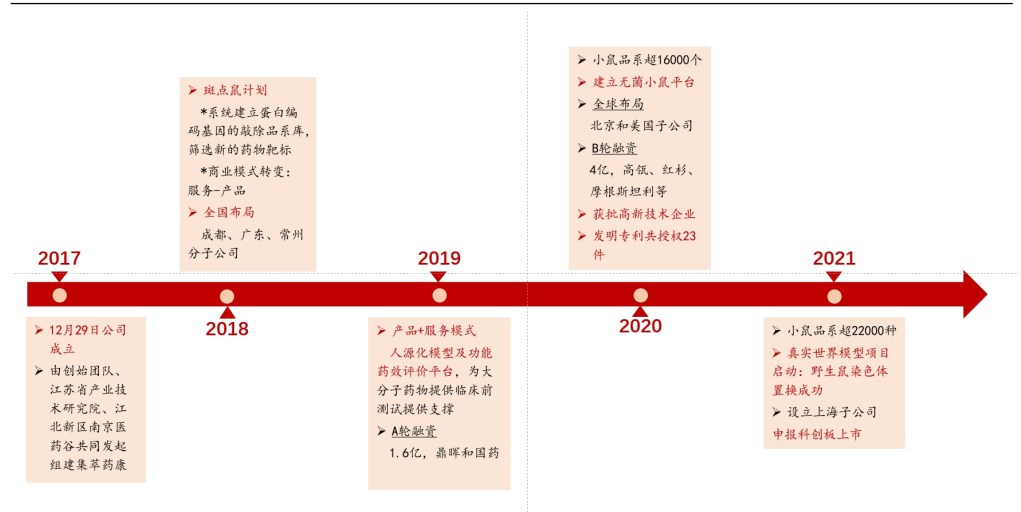 2017
➢ 12月29日公司
成立
➢ 由创始团队、
江苏省产业技
术研究院、江
北新区南京医
药谷共同发起
组建集萃药康
➢ 斑点鼠计划
*系统建立蛋白编
码基因的敲除品系库，
筛选新的药物靶标
*商业模式转变：
服务-产品
➢ 全国布局
成都、广东、常州
分子公司
2018
2019
➢ 产品+服务模式
人源化模型及功能
药效评价平台，为大
分子药物提供临床前
测试提供支撑
➢ A轮融资
1.6亿，鼎晖和国药
➢ 小鼠品系超16000个
➢ 建立无菌小鼠平台
➢ 全球布局
北京和美国子公司
➢ B轮融资
4亿，高瓴、红杉、
摩根斯坦利等
➢ 获批高新技术企业
➢ 发明专利共授权23
件
2020
2021
➢ 小鼠品系超22000种
➢ 真实世界模型项目
启动：野生鼠染色体
置换成功
➢ 设立上海子公司
申报科创板上市